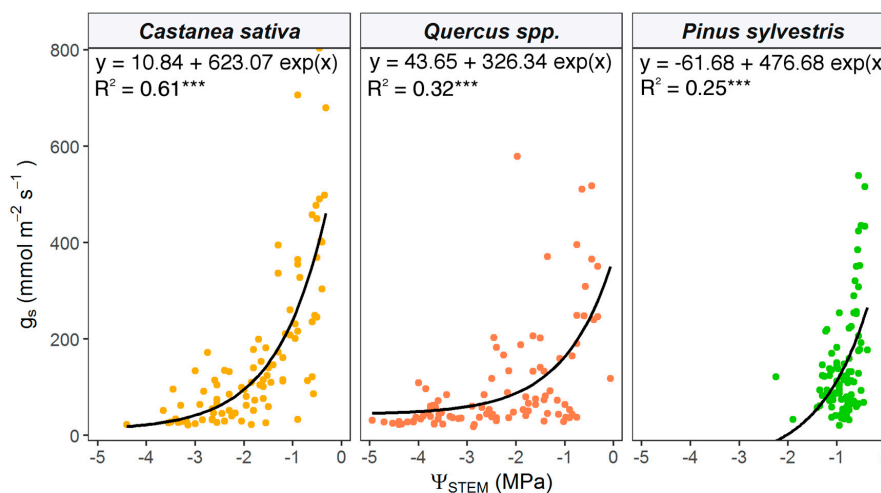 Castanea sativa Quercus spp. Pinus sylvestris
y = 10.84 + 623.07 exp(x) y = 43.65 + 326.34 exp(x) y = -61.68 + 476.68 exp(x
R² = 0.61*** R² = 0.32*** R² = 0.25***
800
600
400
200
0
gₛ (mmol m⁻² s⁻¹)
-5 -4 -3 -2 -1 0 -5 -4 -3 -2 -1 0 -5 -4 -3 -2 -1 0
Ψ_STEM (MPa)